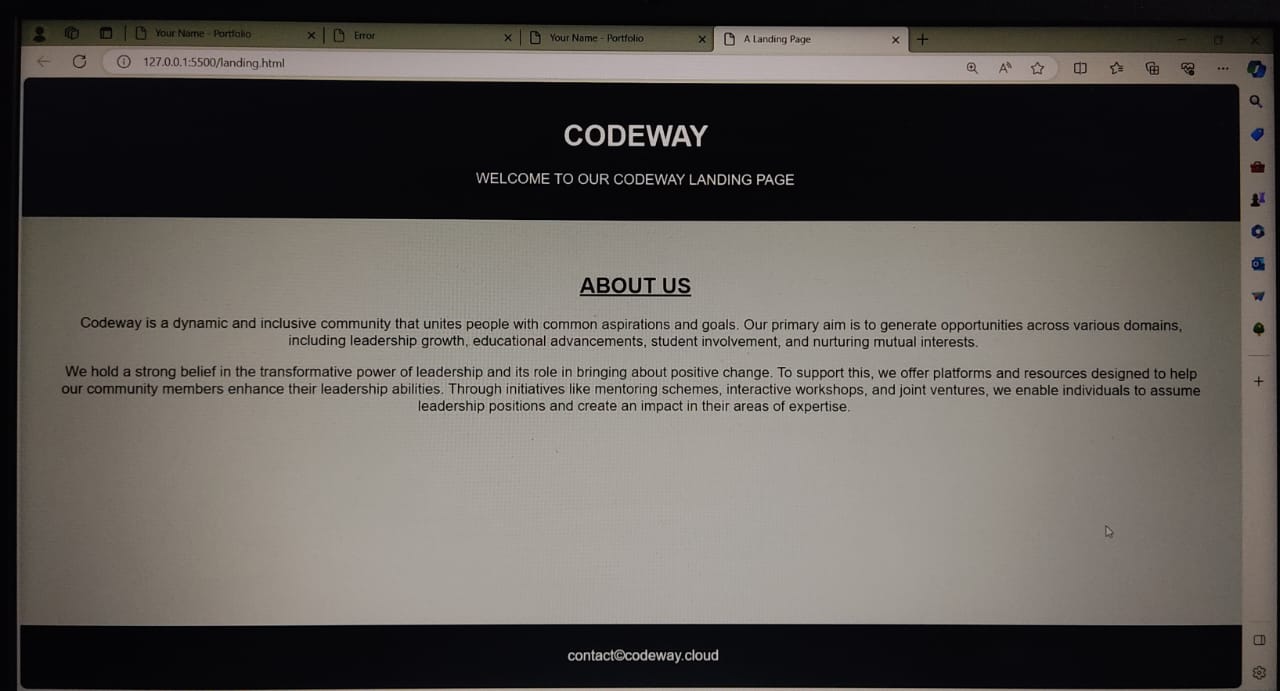 Your Name - Portfolio
Error
Your Name - Portfolio
A Landing Page
127.0.0.1:5500/landing.html
CODEWAY
WELCOME TO OUR CODEWAY LANDING PAGE
ABOUT US
Codeway is a dynamic and inclusive community that unites people with common aspirations and goals. Our primary aim is to generate opportunities across various domains,
including leadership growth, educational advancements, student involvement, and nurturing mutual interests.
We hold a strong belief in the transformative power of leadership and its role in bringing about positive change. To support this, we offer platforms and resources designed to help
our community members enhance their leadership abilities. Through initiatives like mentoring schemes, interactive workshops, and joint ventures, we enable individuals to assume
leadership positions and create an impact in their areas of expertise.
contact©codeway.cloud